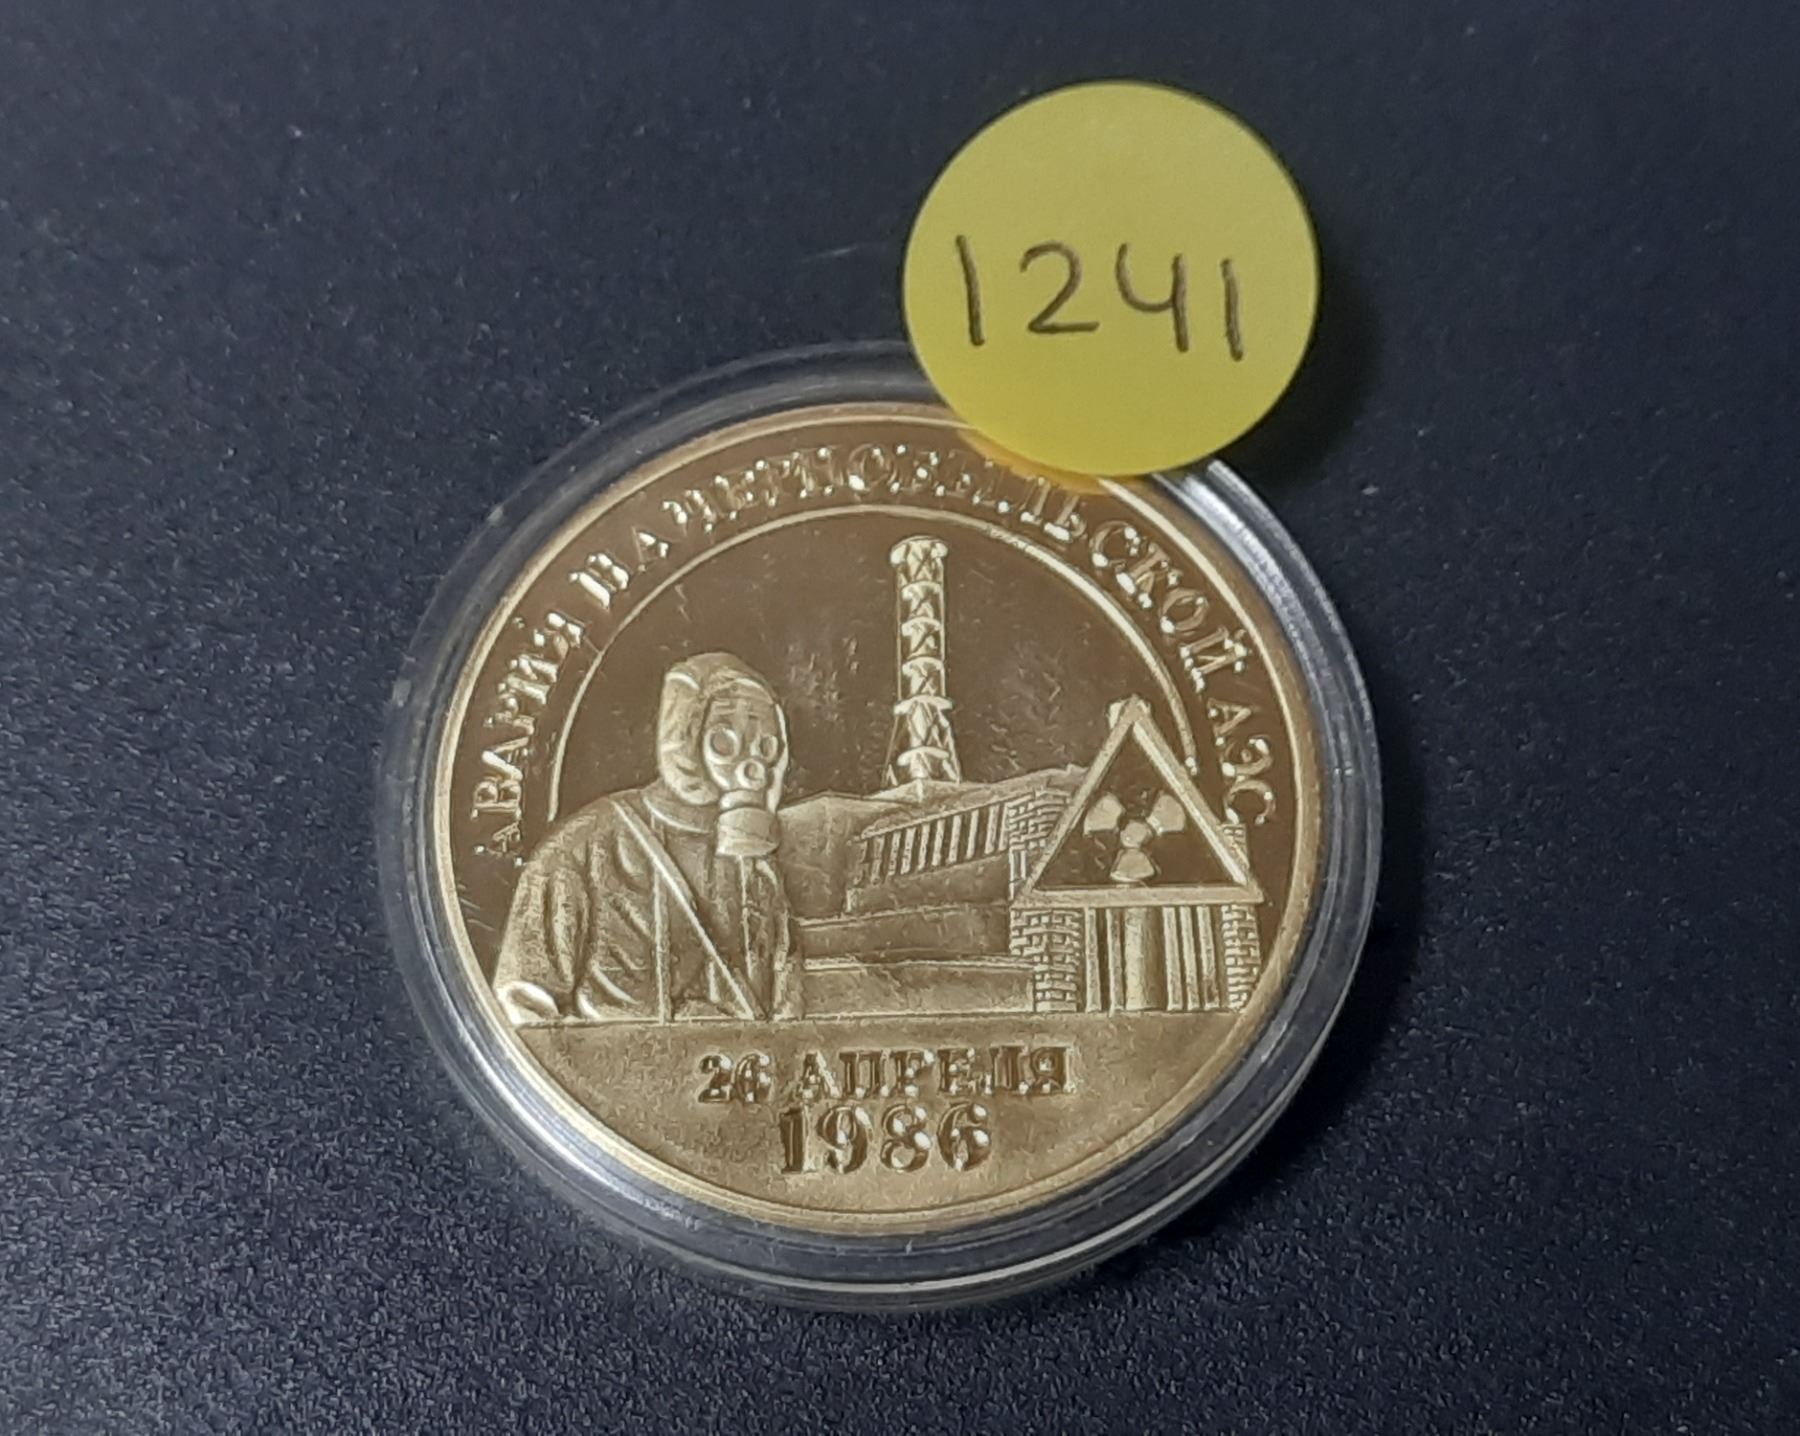 1241
АВАРИЯ НА ЧЕРНОБЫЛЬСКОЙ АЭС
26 АПРЕЛЯ
1986